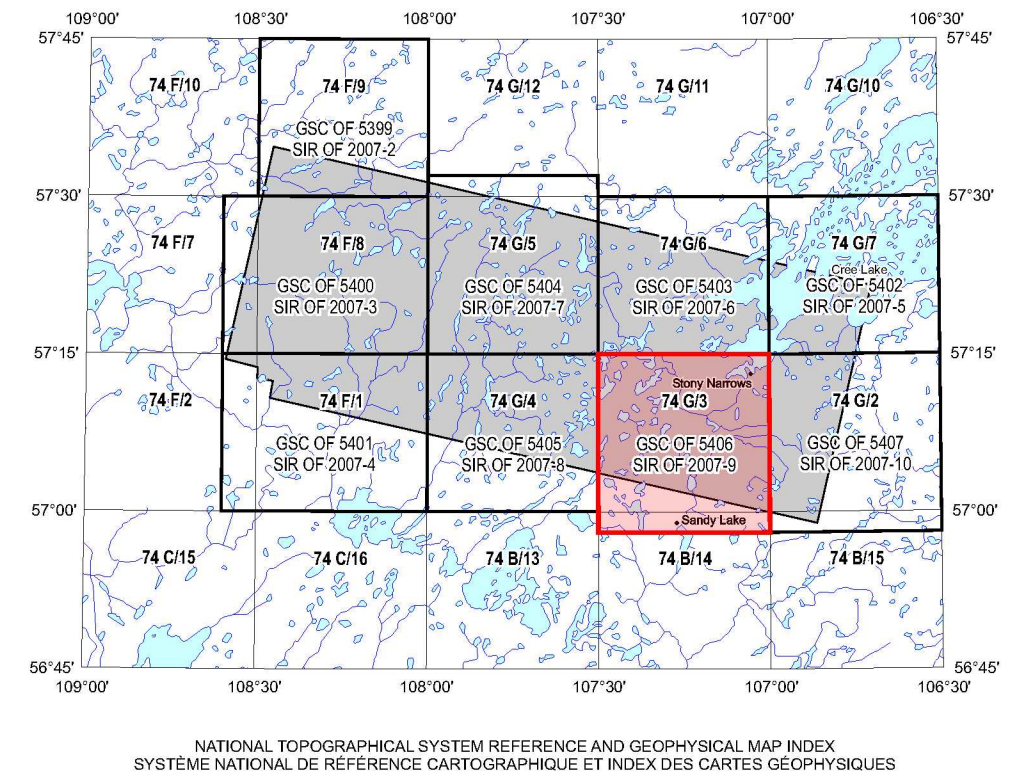 109°00'
108°30'
108°00'
107°30'
107°00'
106°30'
57°45'
57°45'
74 F/10
74 F/9
74 G/12
74 G/11
74 G/10
GSC OF 5399
SIR OF 2007-2
57°30'
57°30'
74 F/7
74 F/8
74 G/5
74 G/6
74 G/7
Cree Lake
GSC OF 5400
SIR OF 2007-3
GSC OF 5404
SIR OF 2007-7
GSC OF 5403
SIR OF 2007-6
GSC OF 5402
SIR OF 2007-5
57°15'
57°15'
Stony Narrows
74 F/2
74 F/1
74 G/4
74 G/3
74 G/2
GSC OF 5401
SIR OF 2007-4
GSC OF 5405
SIR OF 2007-8
GSC OF 5406
SIR OF 2007-9
GSC OF 5407
SIR OF 2007-10
57°00'
57°00'
Sandy Lake
74 C/15
74 C/16
74 B/13
74 B/14
74 B/15
56°45'
56°45'
109°00'
108°30'
108°00'
107°30'
107°00'
106°30'
NATIONAL TOPOGRAPHICAL SYSTEM REFERENCE AND GEOPHYSICAL MAP INDEX
SYSTÈME NATIONAL DE RÉFÉRENCE CARTOGRAPHIQUE ET INDEX DES CARTES GÉOPHYSIQUES